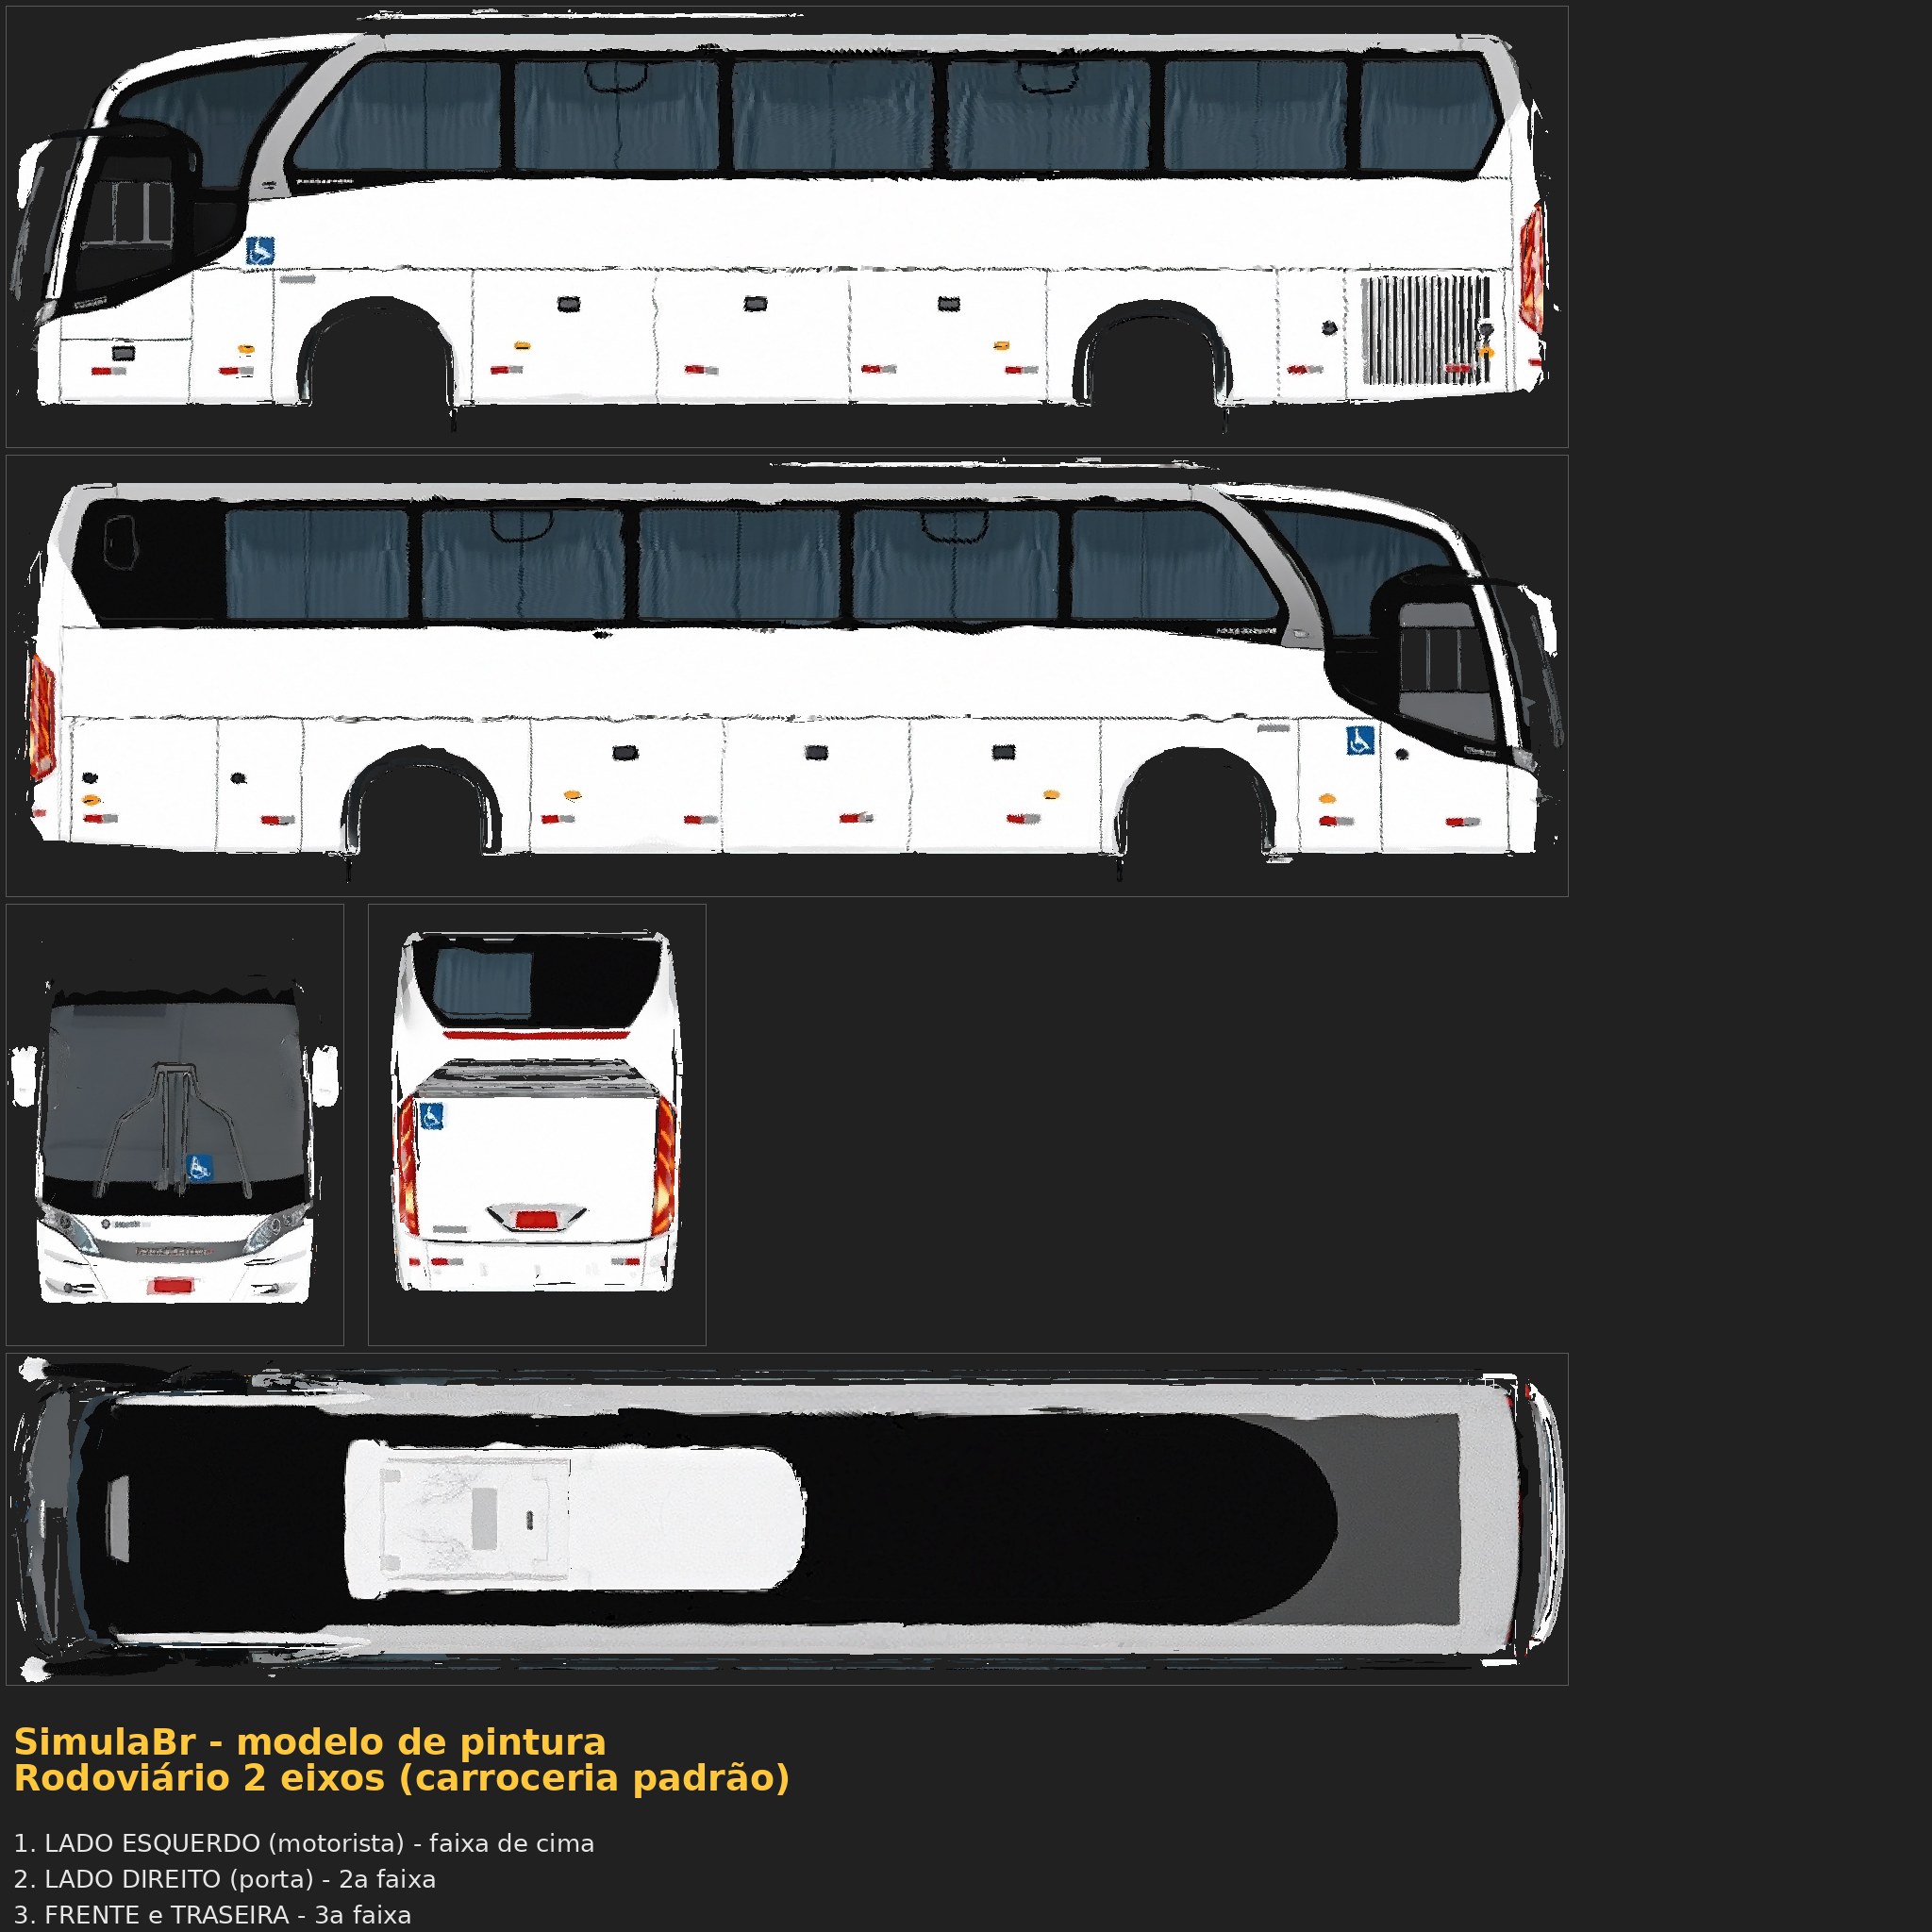 SimulaBr - modelo de pintura
Rodoviário 2 eixos (carroceria padrão)
1. LADO ESQUERDO (motorista) - faixa de cima
2. LADO DIREITO (porta) - 2a faixa
3. FRENTE e TRASEIRA - 3a faixa